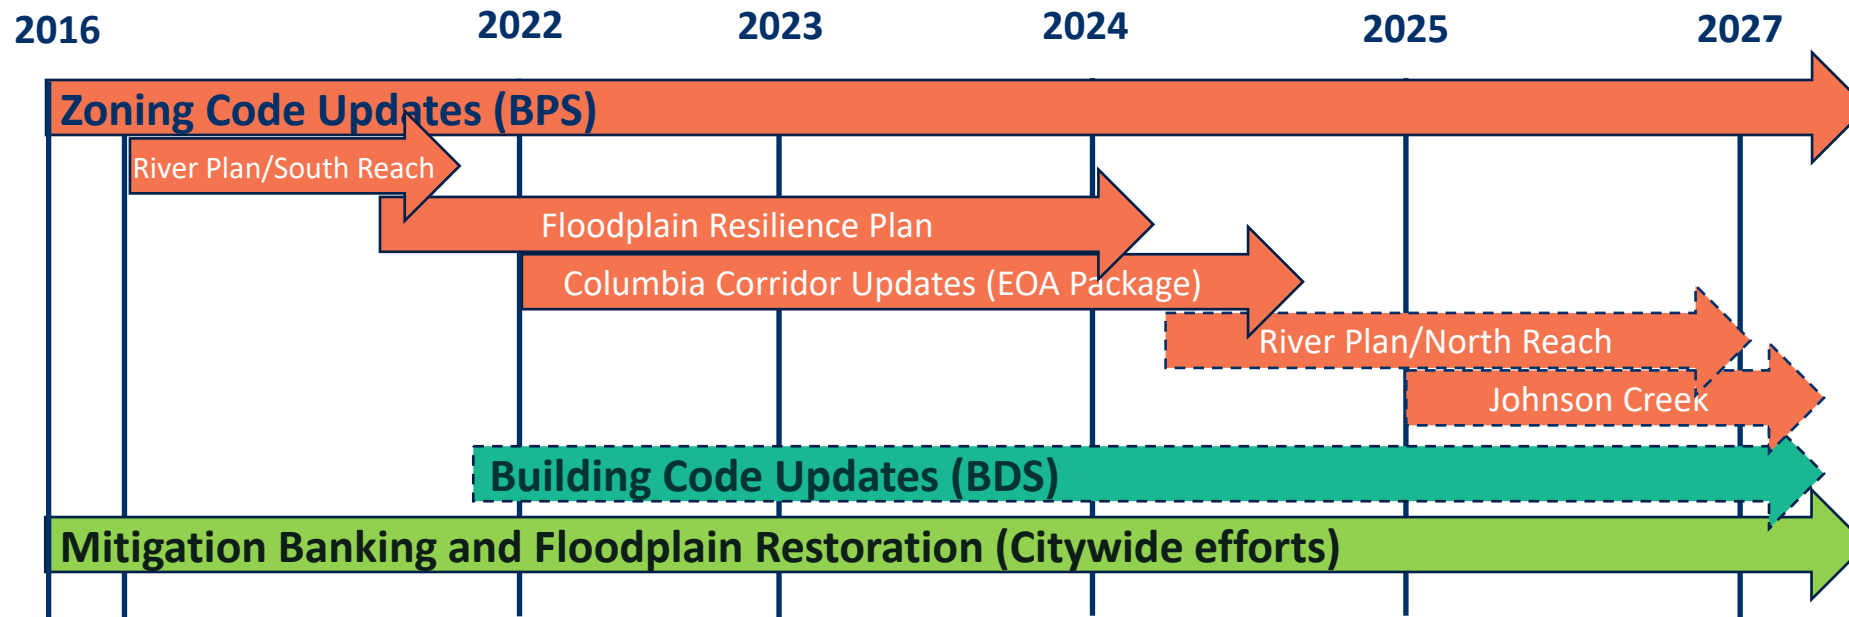 2016
2022
2023
2024
2025
2027
Zoning Code Updates (BPS)
River Plan/South Reach
Floodplain Resilience Plan
Columbia Corridor Updates (EOA Package)
River Plan/North Reach
Johnson Creek
Building Code Updates (BDS)
Mitigation Banking and Floodplain Restoration (Citywide efforts)